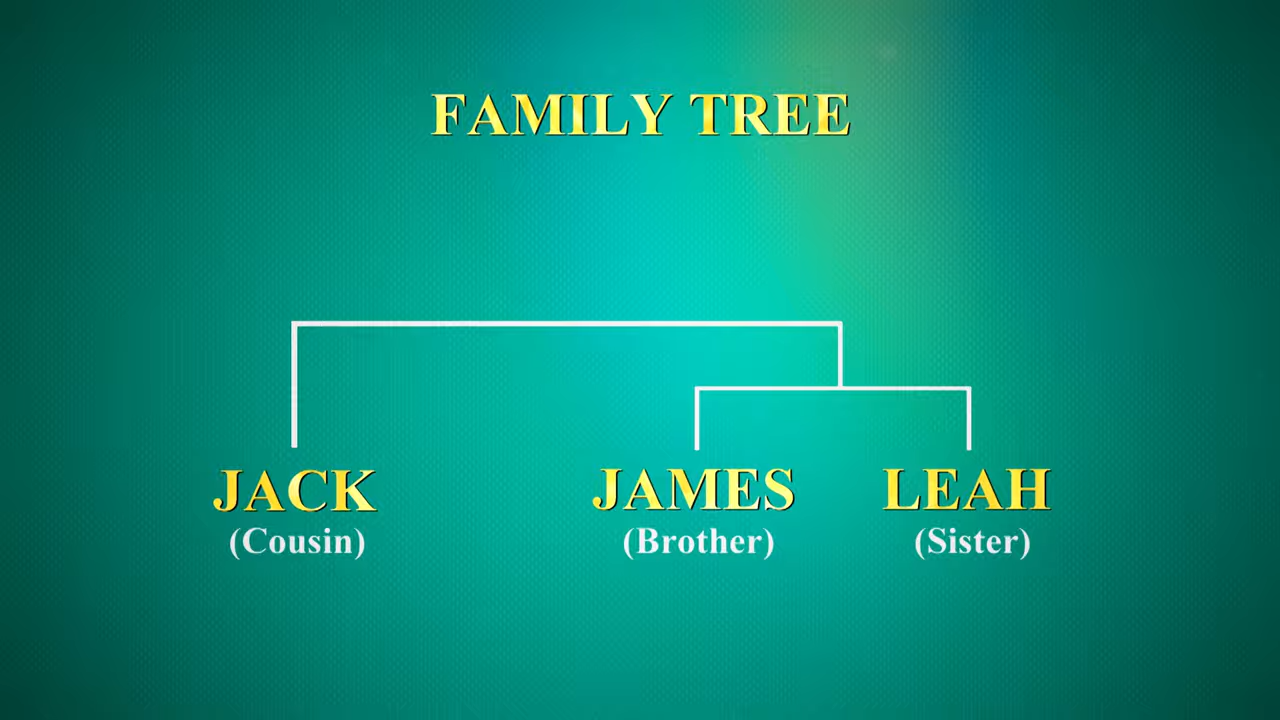 FAMILY TREE
JACK
(Cousin)
JAMES
(Brother)
LEAH
(Sister)